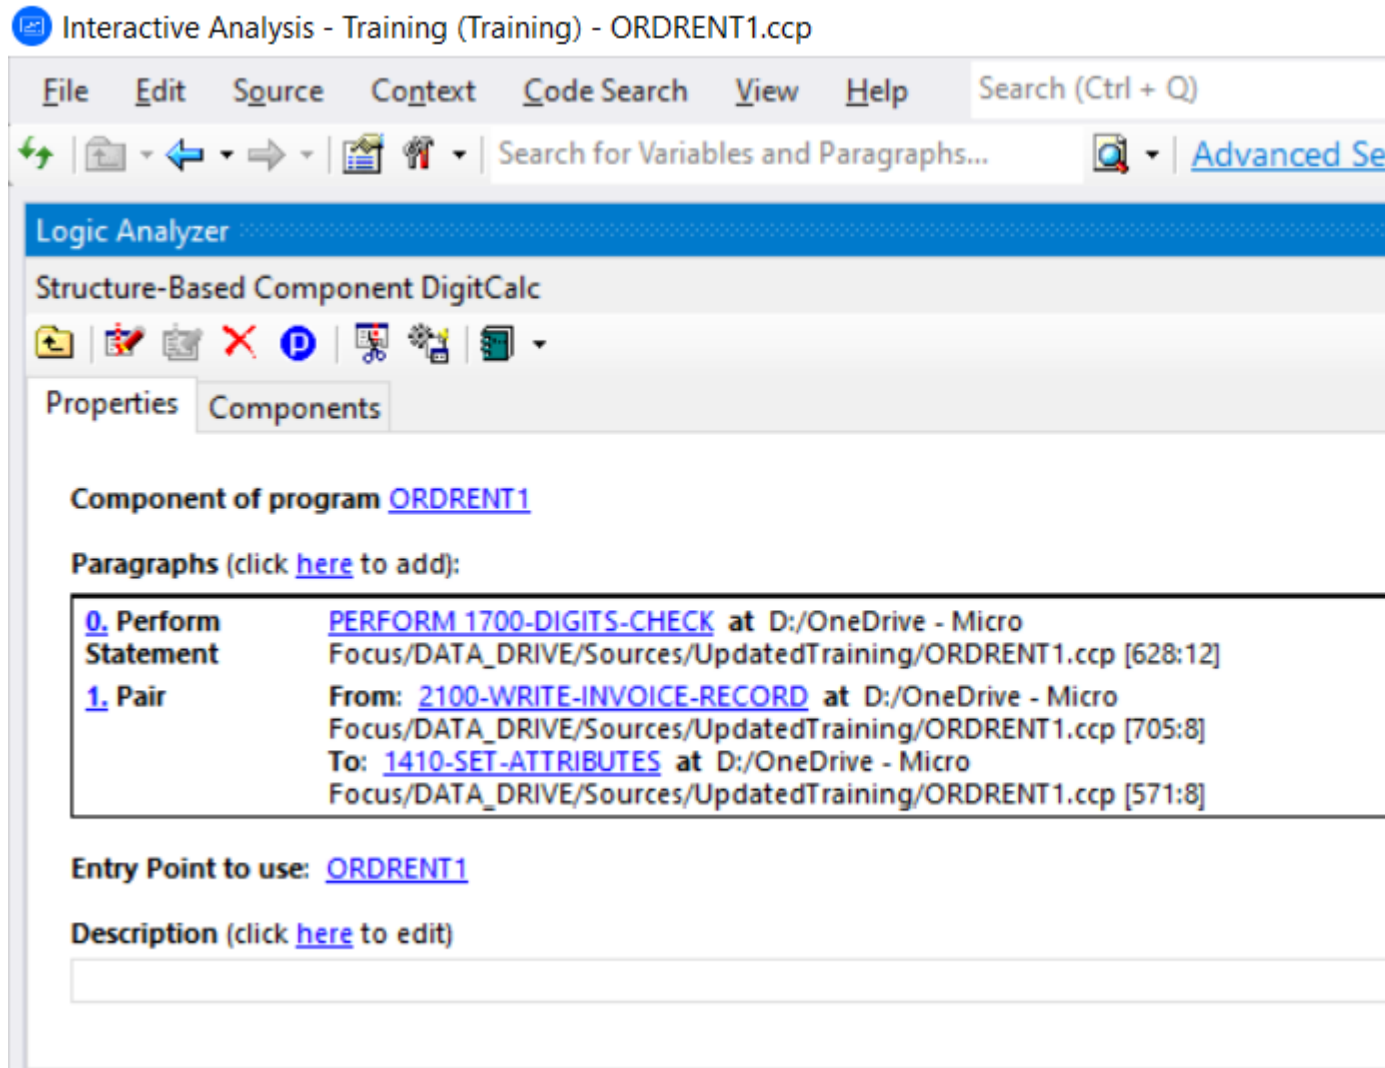 Interactive Analysis - Training (Training) - ORDRENT1.ccp
File Edit Source Context Code Search View Help Search (Ctrl + Q)
Search for Variables and Paragraphs... Advanced Se
Logic Analyzer
Structure-Based Component DigitCalc
Properties Components
Component of program ORDRENT1
Paragraphs (click here to add):
0. Perform PERFORM 1700-DIGITS-CHECK at D:/OneDrive - Micro
Statement Focus/DATA_DRIVE/Sources/UpdatedTraining/ORDRENT1.ccp [628:12]
1. Pair From: 2100-WRITE-INVOICE-RECORD at D:/OneDrive - Micro
Focus/DATA_DRIVE/Sources/UpdatedTraining/ORDRENT1.ccp [705:8]
To: 1410-SET-ATTRIBUTES at D:/OneDrive - Micro
Focus/DATA_DRIVE/Sources/UpdatedTraining/ORDRENT1.ccp [571:8]
Entry Point to use: ORDRENT1
Description (click here to edit)